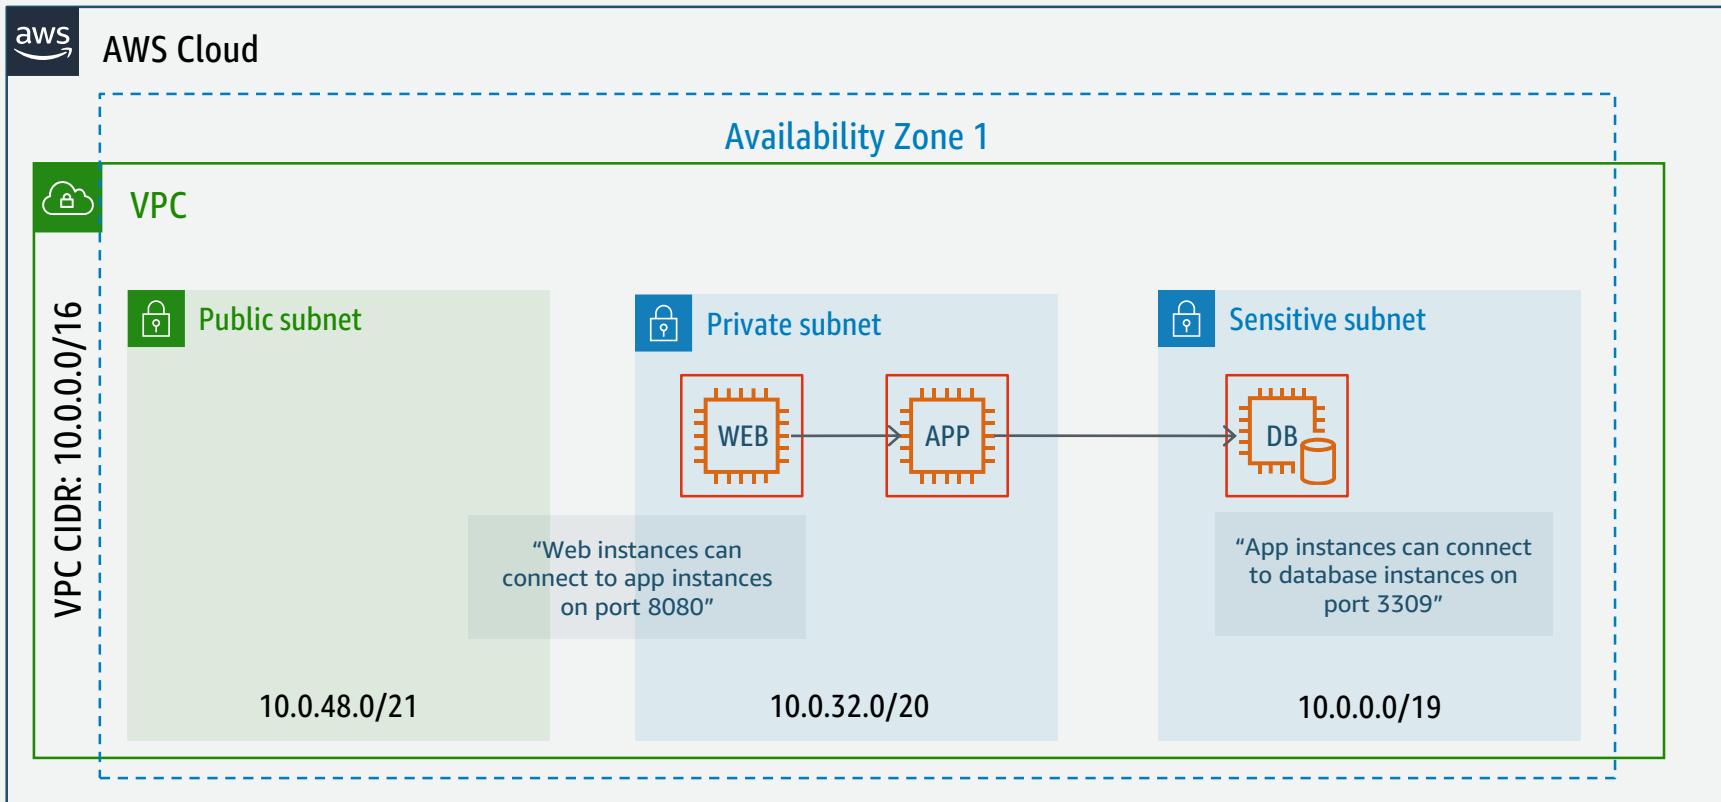 aws
AWS Cloud
Availability Zone 1
VPC
VPC CIDR: 10.0.0.0/16
Public subnet
10.0.48.0/21
Private subnet
WEB
APP
“Web instances can
connect to app instances
on port 8080”
10.0.32.0/20
Sensitive subnet
DB
“App instances can connect
to database instances on
port 3309”
10.0.0.0/19